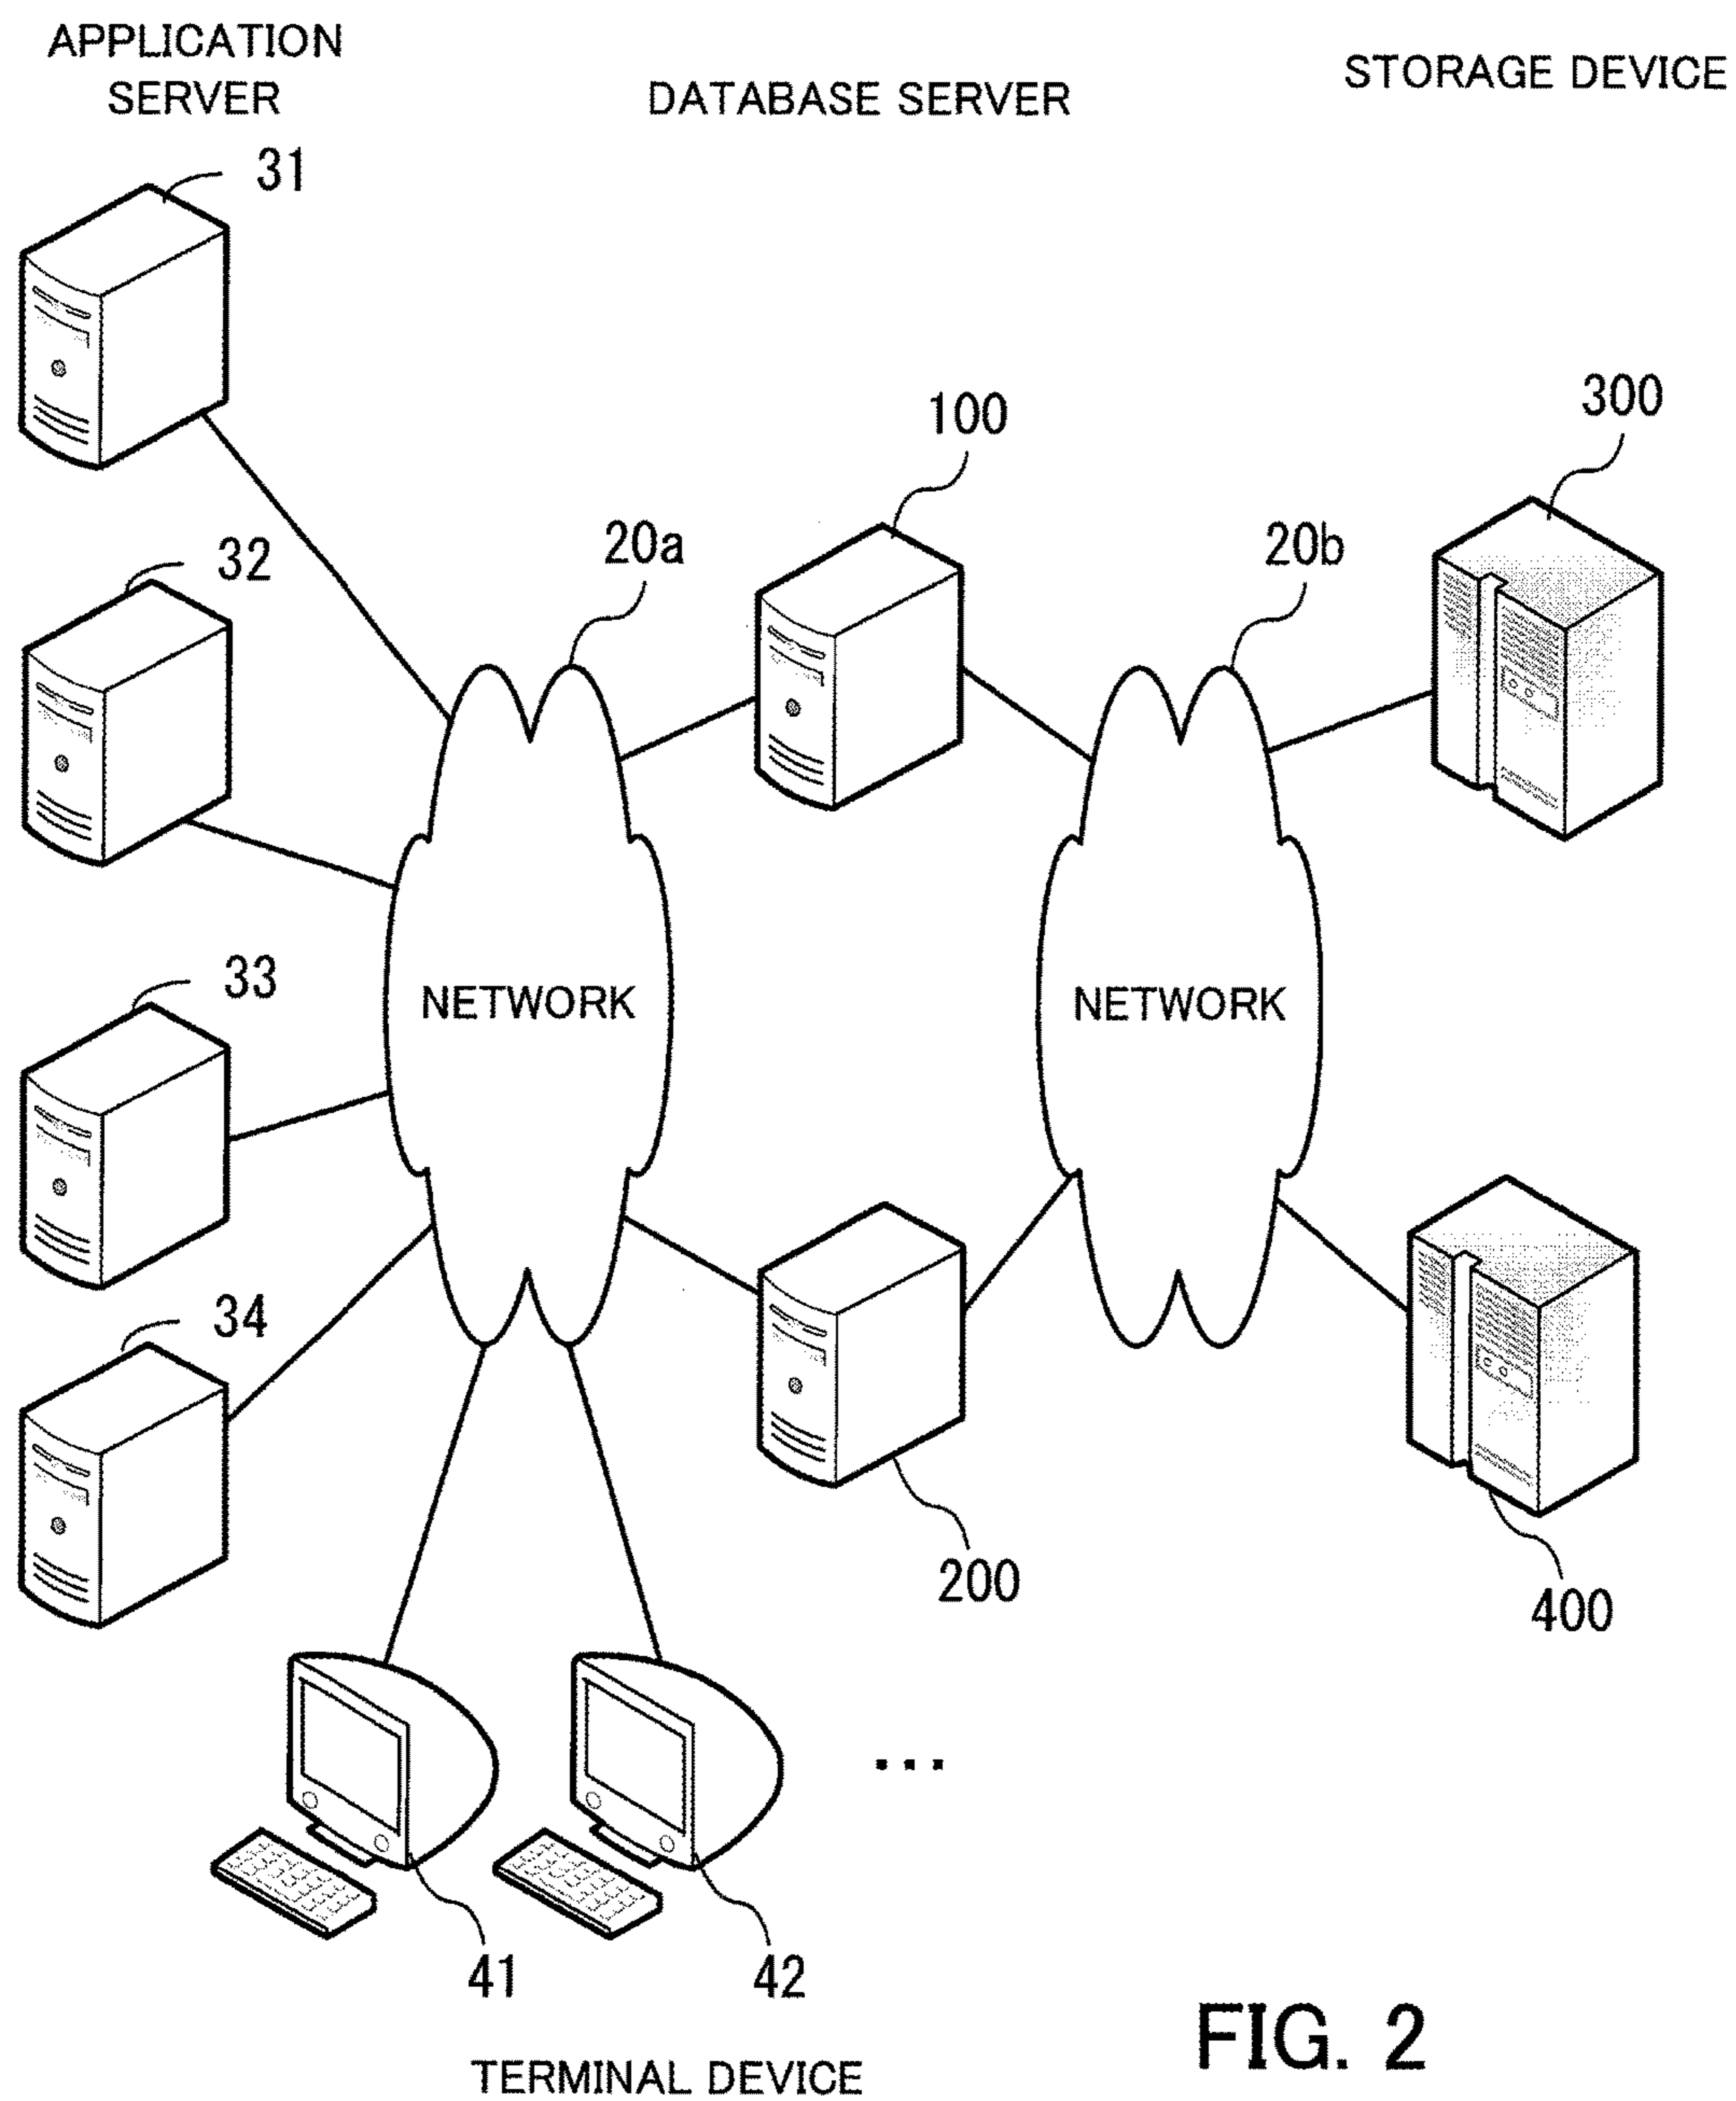 APPLICATION
SERVER
DATABASE SERVER
STORAGE DEVICE
31
32
33
34
20a
100
20b
300
NETWORK
NETWORK
200
400
...
41
42
TERMINAL DEVICE
FIG. 2